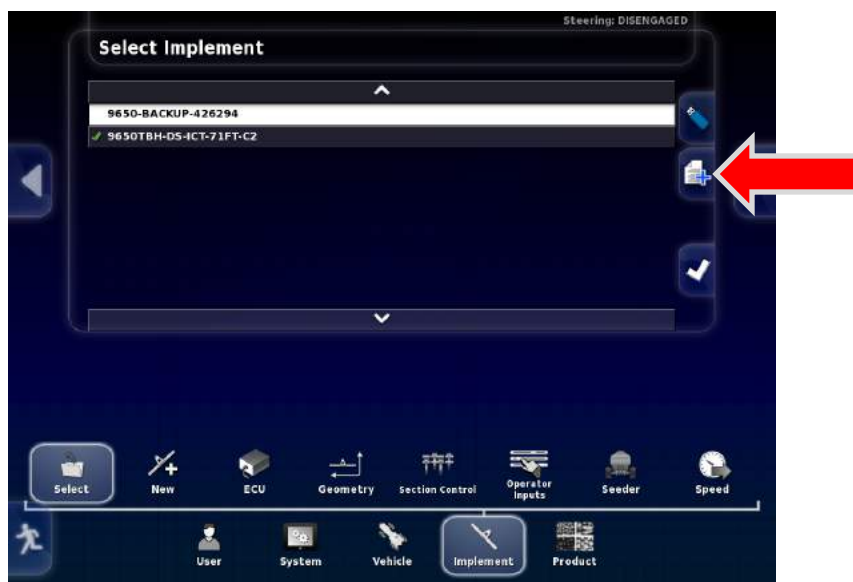 Steering: DISENGAGED
Select Implement
9650-BACKUP-426294
9650TBH-DS-ICT-71FT-C2
Select
New
ECU
Geometry
Section Control
Operator
Inputs
Seeder
Speed
User
System
Vehicle
Implement
Product